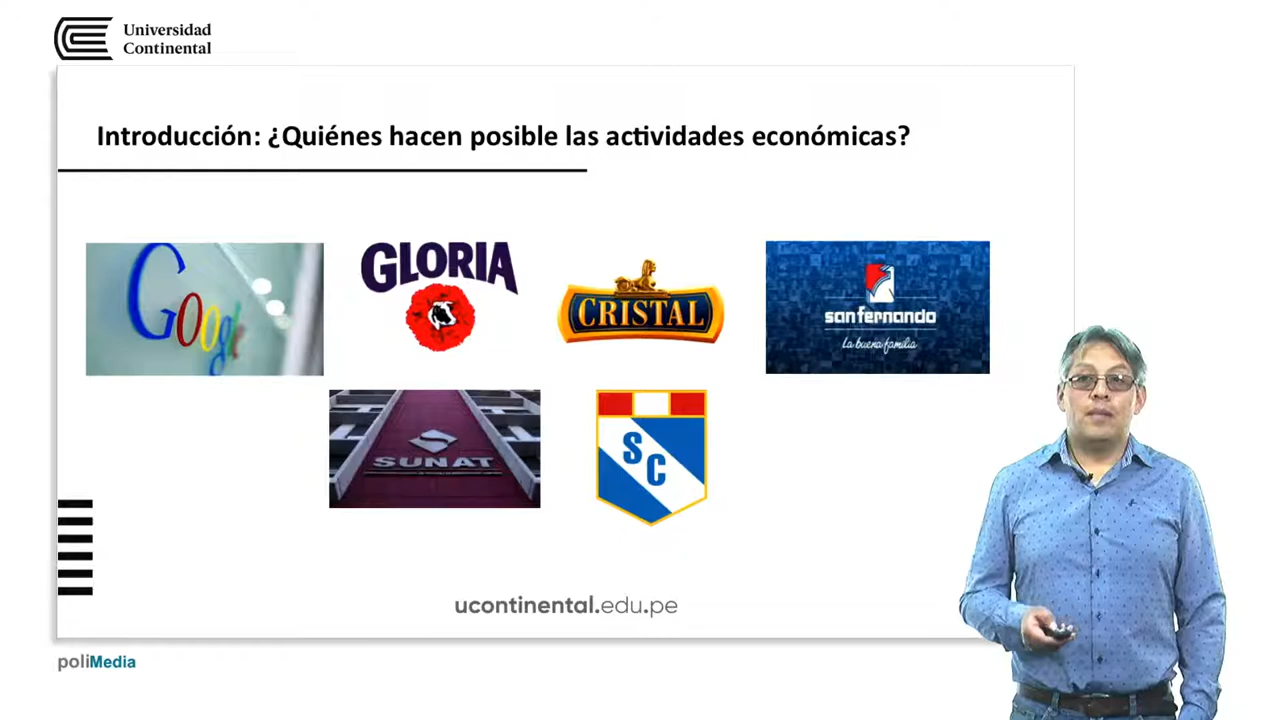 Universidad
Continental
Introducción: ¿Quiénes hacen posible las actividades económicas?
Google
GLORIA
CRISTAL
sanfernando
La buena familia
SUNAT
S
C
ucontinental.edu.pe
poliMedia